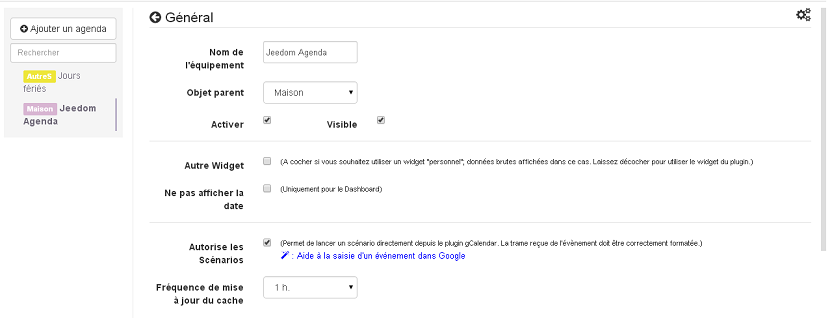 Ajouter un agenda
Rechercher
Autres Jours
fériés
Maison Jeedom
Agenda
Général
Nom de
l'équipement
Jeedom Agenda
Objet parent
Maison
Activer
Visible
Autre Widget
(A cocher si vous souhaitez utiliser un widget "personnel", données brutes affichées dans ce cas. Laissez décocher pour utiliser le widget du plugin.)
Ne pas afficher la
date
(Uniquement pour le Dashboard)
Autorise les
Scénarios
(Permet de lancer un scénario directement depuis le plugin gCalendar. La trame reçue de l'évènement doit être correctement formatée.)
: Aide à la saisie d'un événement dans Google
Fréquence de mise
à jour du cache
1 h.